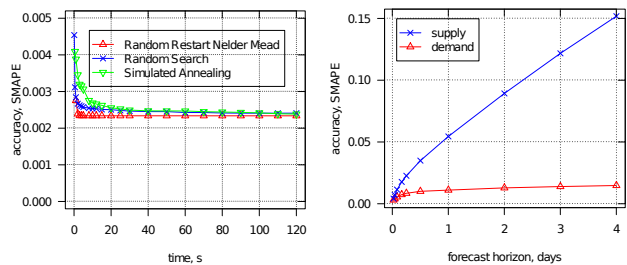 accuracy, SMAPE
0.005
0.004
0.003
0.002
0.001
0.000
Random Restart Nelder Mead
Random Search
Simulated Annealing
0 20 40 60 80 100 120
time, s
accuracy, SMAPE
0.15
0.10
0.05
0.00
supply
demand
0 1 2 3 4
forecast horizon, days